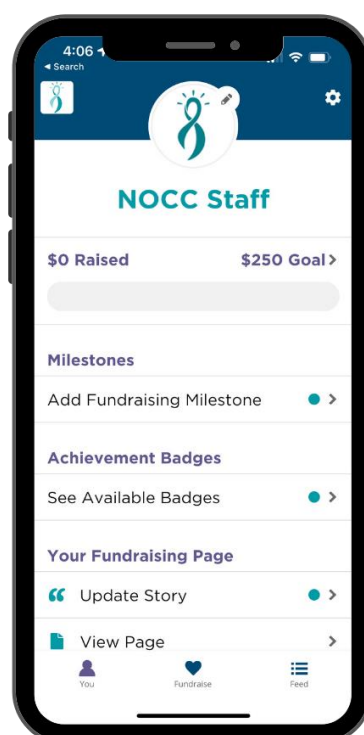 4:06
◄ Search
NOCC Staff
$0 Raised
$250 Goal >
Milestones
Add Fundraising Milestone
Achievement Badges
See Available Badges
Your Fundraising Page
Update Story
View Page
You
Fundraise
Feed